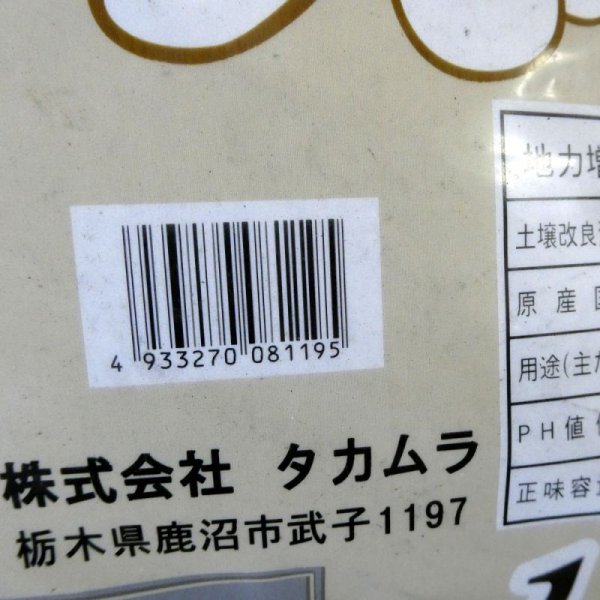 地力増
土壌改良
原産
用途(主
PH値
正味容
4 933270 081195
株式会社 タカムラ
栃木県鹿沼市武子1197